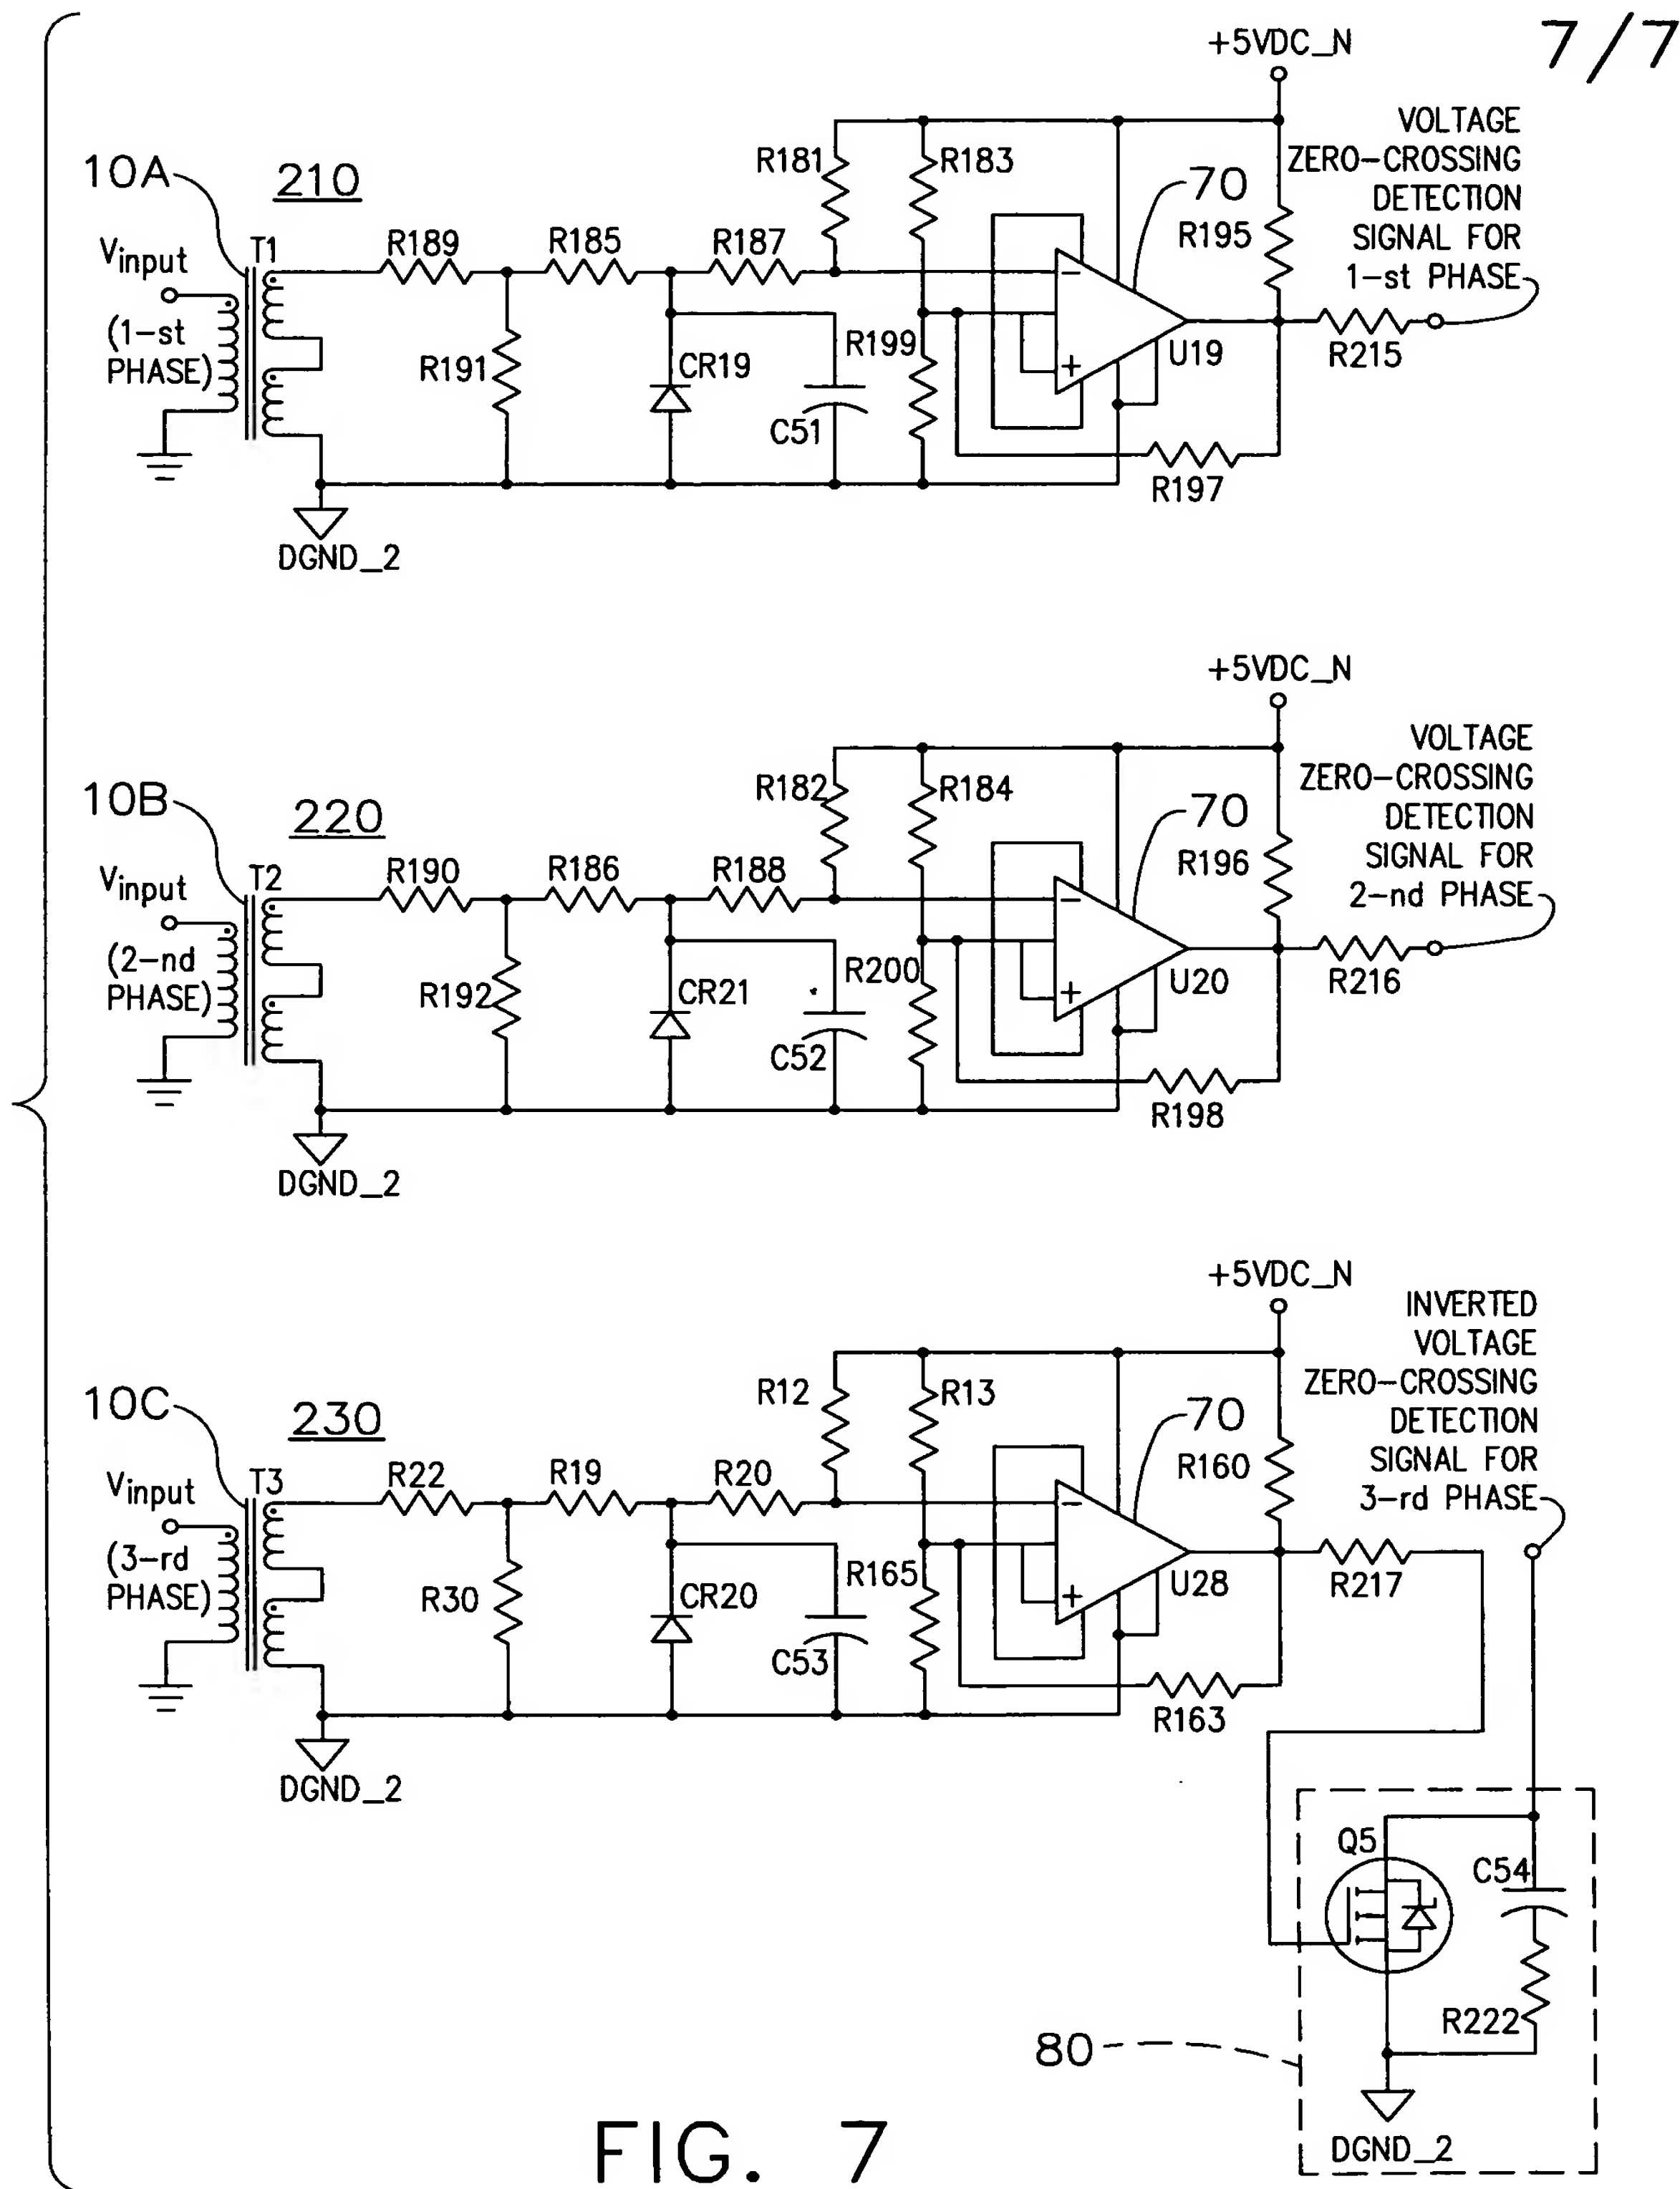 7/7
+5VDC_N
VOLTAGE
ZERO-CROSSING
DETECTION
SIGNAL FOR
1-st PHASE
10A
210
R181
R183
70
R195
Vinput
T1
R189
R185
R187
-
(1-st
PHASE)
R191
CR19
R199
+
U19
R215
C51
R197
DGND_2
+5VDC_N
VOLTAGE
ZERO-CROSSING
DETECTION
SIGNAL FOR
2-nd PHASE
10B
220
R182
R184
70
R196
Vinput
T2
R190
R186
R188
-
(2-nd
PHASE)
R192
CR21
R200
+
U20
R216
C52
R198
DGND_2
+5VDC_N
INVERTED
VOLTAGE
ZERO-CROSSING
DETECTION
SIGNAL FOR
3-rd PHASE
10C
230
R12
R13
70
R160
Vinput
T3
R22
R19
R20
-
(3-rd
PHASE)
R30
CR20
R165
+
U28
R217
C53
R163
DGND_2
Q5
C54
R222
80
DGND_2
FIG. 7